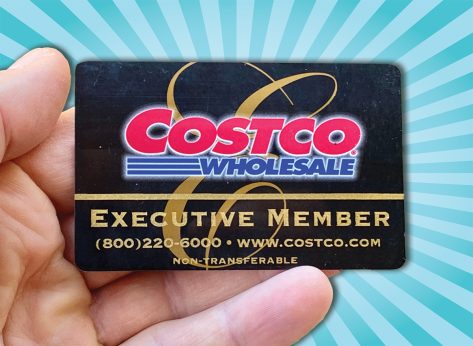 COSTCO®
WHOLESALE
EXECUTIVE MEMBER
(800)220-6000 • WWW.COSTCO.COM
NON-TRANSFERABLE